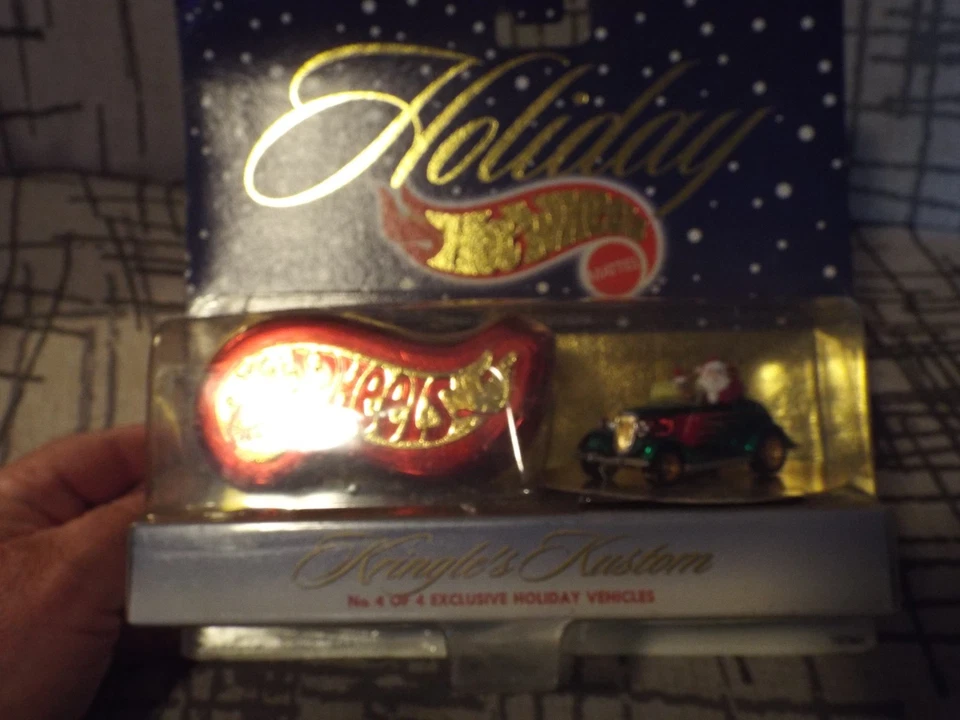 Holiday
Hot Wheels
MATTEL
Wheels
Kringle's Kustom
No. 4 OF 4 EXCLUSIVE HOLIDAY VEHICLES